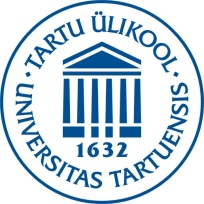 · TARTU ÜLIKOOL ·
UNIVERSITAS TARTUENSIS
1632